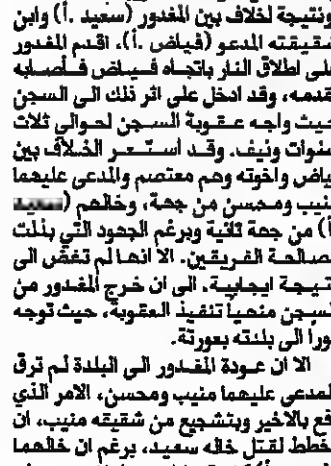 ونتيجة لخلاف بين المغدور (سعيد .أ) وابن
شقيقته المدعو (فياض .أ)، اقدم المغدور
على اطلاق النار باتجاه فياض فأصابه
بقدمه، وقد ادخل على اثر ذلك الى السجن
حيث واجه عقوبة السجن لحوالي ثلاث
سنوات ونيف. وقد استعر الخلاف بين
فياض واخوته وهم معتصم والمدعى عليهما
منيب ومحسن من جهة، وخالهم (
أ) من جهة ثانية وبرغم الجهود التي بذلت
لمصالحة الفريقين. الا انها لم تفض الى
نتيجة ايجابية. الى ان خرج المغدور من
السجن منهياً تنفيذ العقوبة، حيث توجه
فوراً الى بلدته بعورتة.
الا ان عودة المغدور الى البلدة لم ترق
للمدعى عليهما منيب ومحسن، الامر الذي
دفع بالاخير وبتشجيع من شقيقه منيب، ان
يخطط لقتل خاله سعيد، برغم ان خالهما